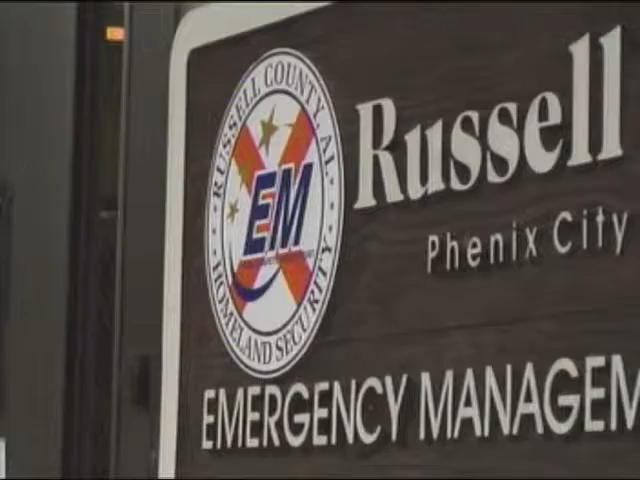 RUSSELL COUNTY, AL.
EM
HOMELAND SECURITY
Russell
Phenix City
EMERGENCY MANAGEM